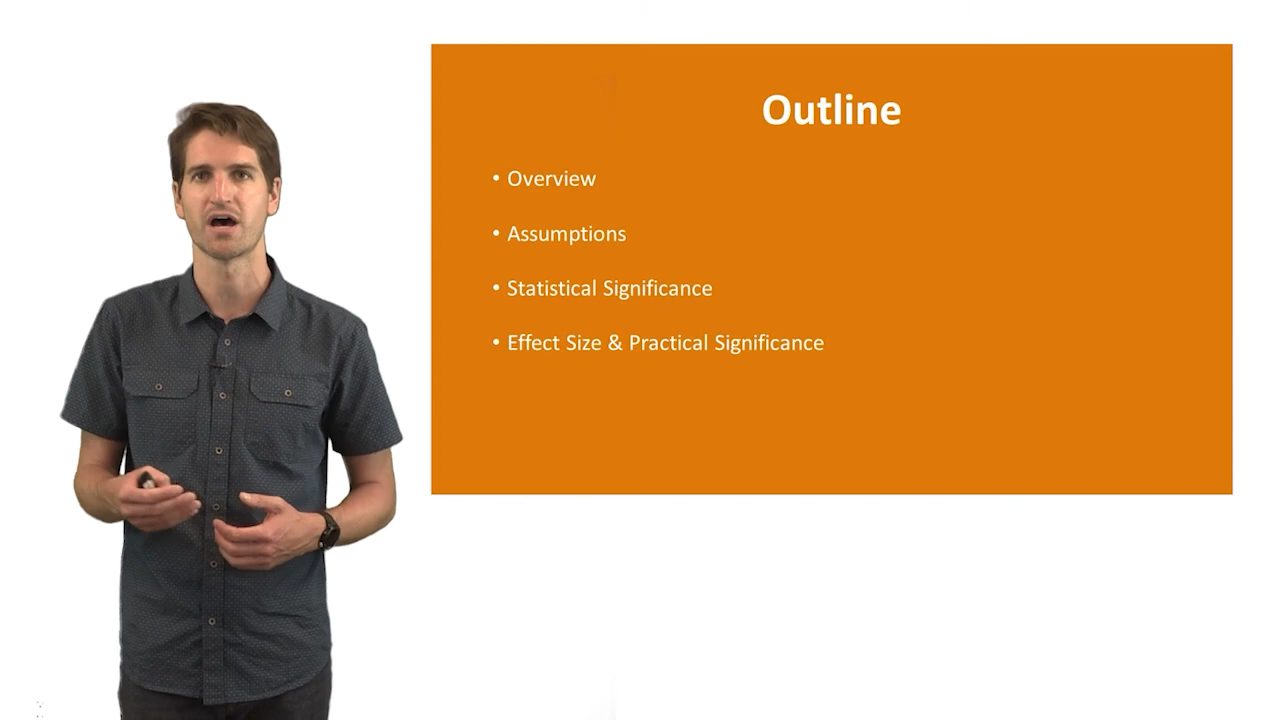 Outline
• Overview
• Assumptions
• Statistical Significance
• Effect Size & Practical Significance